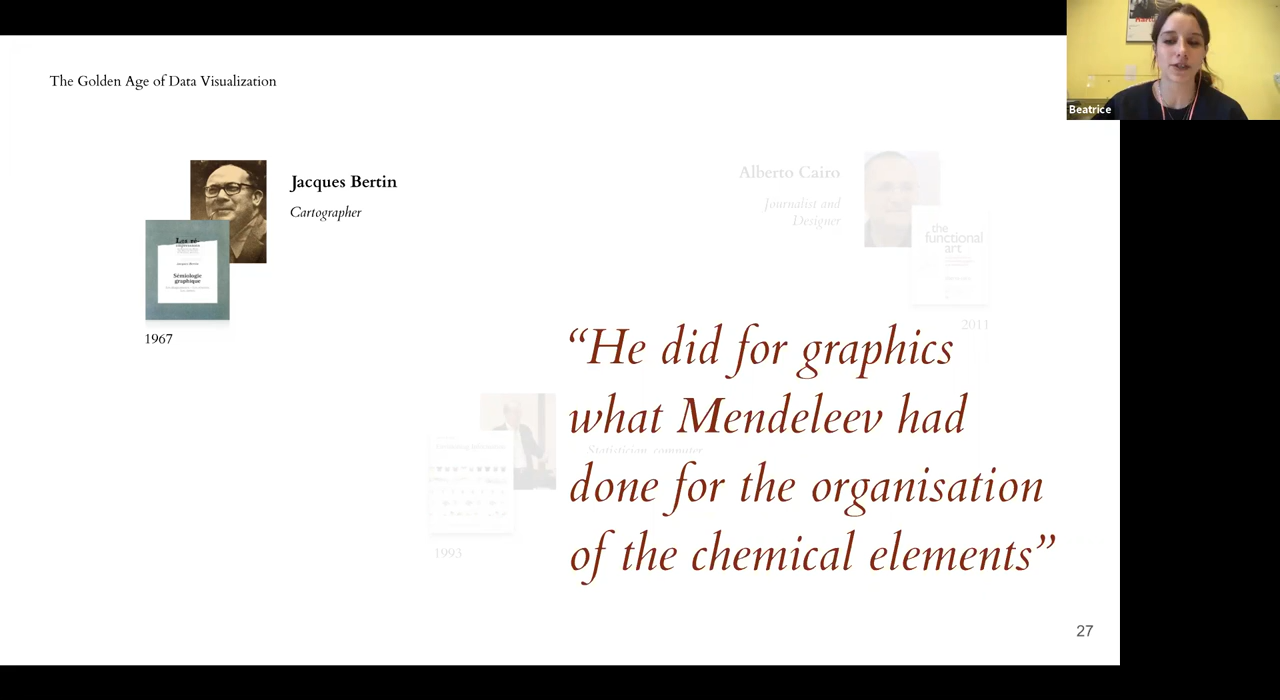 Beatrice
The Golden Age of Data Visualization
Jacques Bertin
Cartographer
Sémiologie
graphique
1967
Alberto Cairo
Journalist and
Designer
the
functional
art
2011
“He did for graphics
what Mendeleev had
done for the organisation
of the chemical elements”
Statistician, computer
1993
27